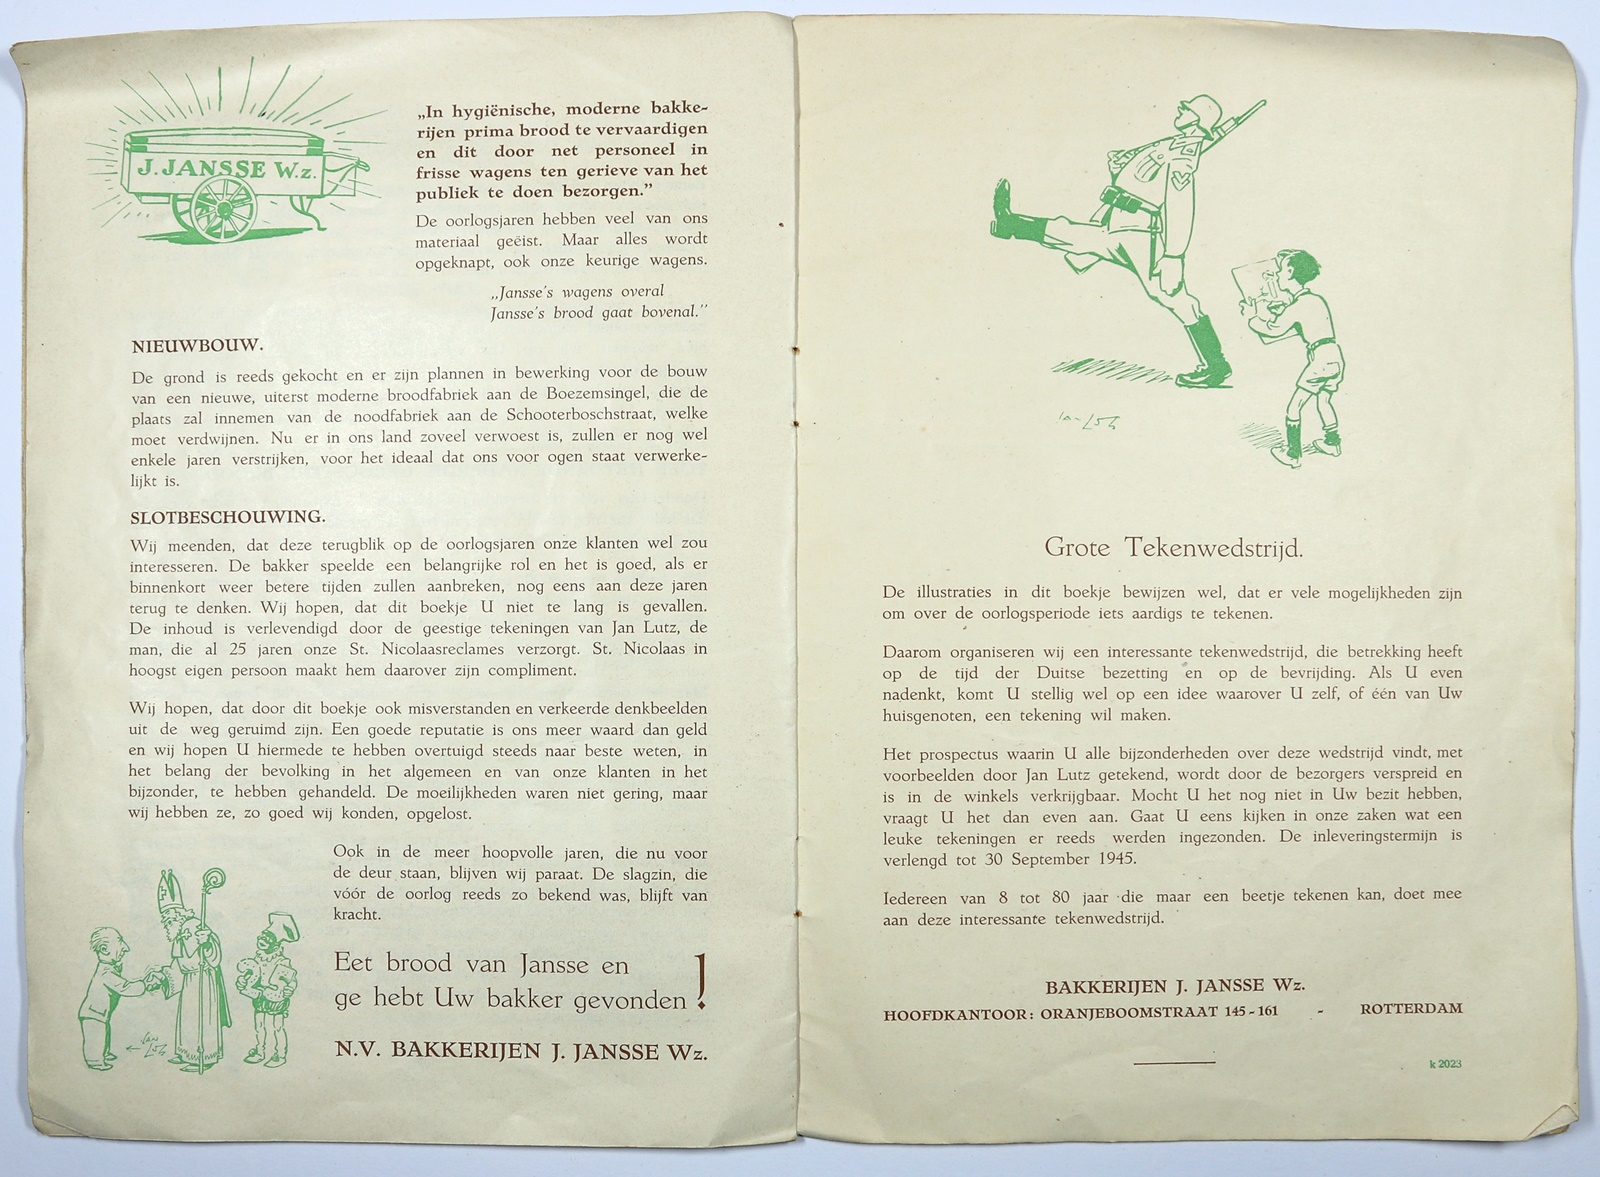 J. JANSSE W.z.
„In hygiënische, moderne bakke-
rijen prima brood te vervaardigen
en dit door net personeel in
frisse wagens ten gerieve van het
publiek te doen bezorgen.”
De oorlogsjaren hebben veel van ons
materiaal geëist. Maar alles wordt
opgeknapt, ook onze keurige wagens.
„Jansse's wagens overal
Jansse's brood gaat bovenal.”
NIEUWBOUW.
De grond is reeds gekocht en er zijn plannen in bewerking voor de bouw
van een nieuwe, uiterst moderne broodfabriek aan de Boezemsingel, die de
plaats zal innemen van de noodfabriek aan de Schooterboschstraat, welke
moet verdwijnen. Nu er in ons land zoveel verwoest is, zullen er nog wel
enkele jaren verstrijken, voor het ideaal dat ons voor ogen staat verwerke-
lijkt is.
SLOTBESCHOUWING.
Wij meenden, dat deze terugblik op de oorlogsjaren onze klanten wel zou
interesseren. De bakker speelde een belangrijke rol en het is goed, als er
binnenkort weer betere tijden zullen aanbreken, nog eens aan deze jaren
terug te denken. Wij hopen, dat dit boekje U niet te lang is gevallen.
De inhoud is verlevendigd door de geestige tekeningen van Jan Lutz, de
man, die al 25 jaren onze St. Nicolaasreclames verzorgt. St. Nicolaas in
hoogst eigen persoon maakt hem daarover zijn compliment.
Wij hopen, dat door dit boekje ook misverstanden en verkeerde denkbeelden
uit de weg geruimd zijn. Een goede reputatie is ons meer waard dan geld
en wij hopen U hiermede te hebben overtuigd steeds naar beste weten, in
het belang der bevolking in het algemeen en van onze klanten in het
bijzonder, te hebben gehandeld. De moeilijkheden waren niet gering, maar
wij hebben ze, zo goed wij konden, opgelost.
Ook in de meer hoopvolle jaren, die nu voor
de deur staan, blijven wij paraat. De slagzin, die
vóór de oorlog reeds zo bekend was, blijft van
kracht.
Eet brood van Jansse en
ge hebt Uw bakker gevonden !
N.V. BAKKERIJEN J. JANSSE Wz.
Grote Tekenwedstrijd.
De illustraties in dit boekje bewijzen wel, dat er vele mogelijkheden zijn
om over de oorlogsperiode iets aardigs te tekenen.
Daarom organiseren wij een interessante tekenwedstrijd, die betrekking heeft
op de tijd der Duitse bezetting en op de bevrijding. Als U even
nadenkt, komt U stellig wel op een idee waarover U zelf, of één van Uw
huisgenoten, een tekening wil maken.
Het prospectus waarin U alle bijzonderheden over deze wedstrijd vindt, met
voorbeelden door Jan Lutz getekend, wordt door de bezorgers verspreid en
is in de winkels verkrijgbaar. Mocht U het nog niet in Uw bezit hebben,
vraagt U het dan even aan. Gaat U eens kijken in onze zaken wat een
leuke tekeningen er reeds werden ingezonden. De inleveringstermijn is
verlengd tot 30 September 1945.
Iedereen van 8 tot 80 jaar die maar een beetje tekenen kan, doet mee
aan deze interessante tekenwedstrijd.
BAKKERIJEN J. JANSSE Wz.
HOOFDKANTOOR: ORANJEBOOMSTRAAT 145-161 - ROTTERDAM
k 2023